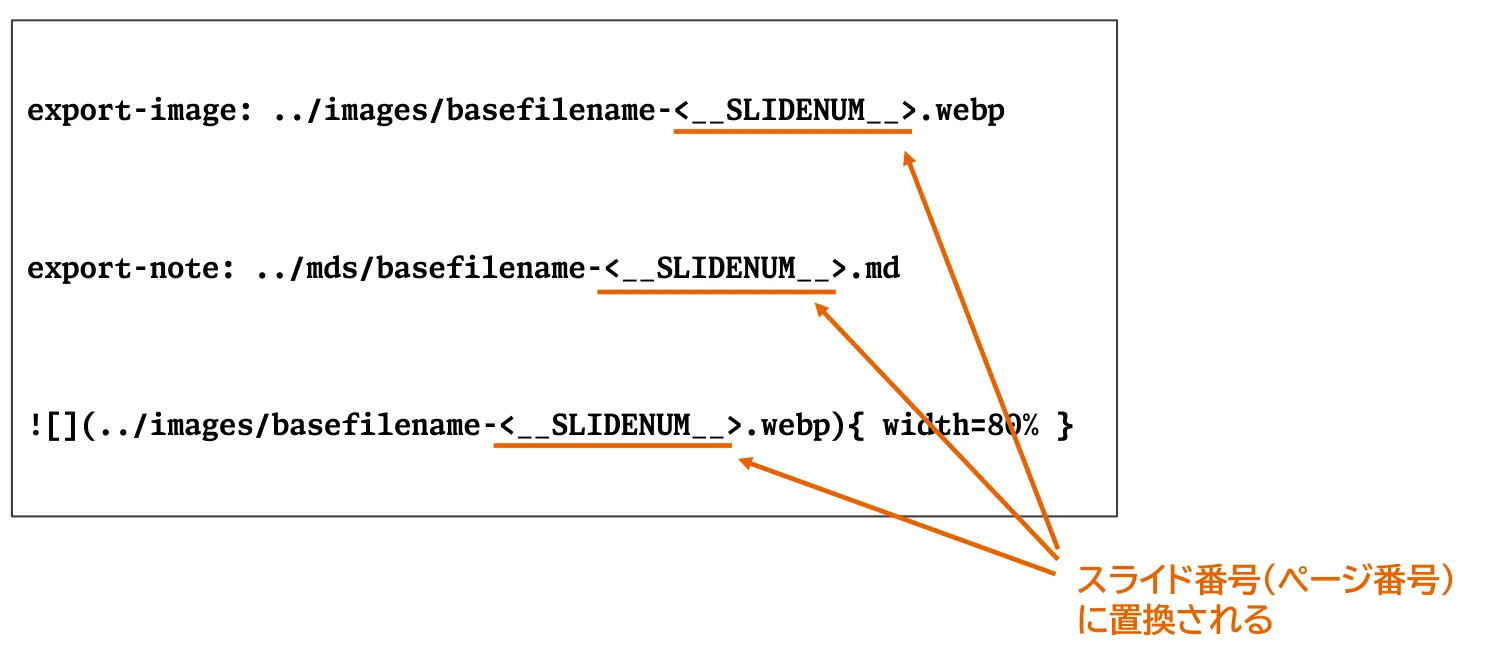 export-image: ../images/basefilename-<__SLIDENUM__>.webp
export-note: ../mds/basefilename-<__SLIDENUM__>.md
![](../images/basefilename-<__SLIDENUM__>.webp){ width=80% }
スライド番号（ページ番号）
に置換される